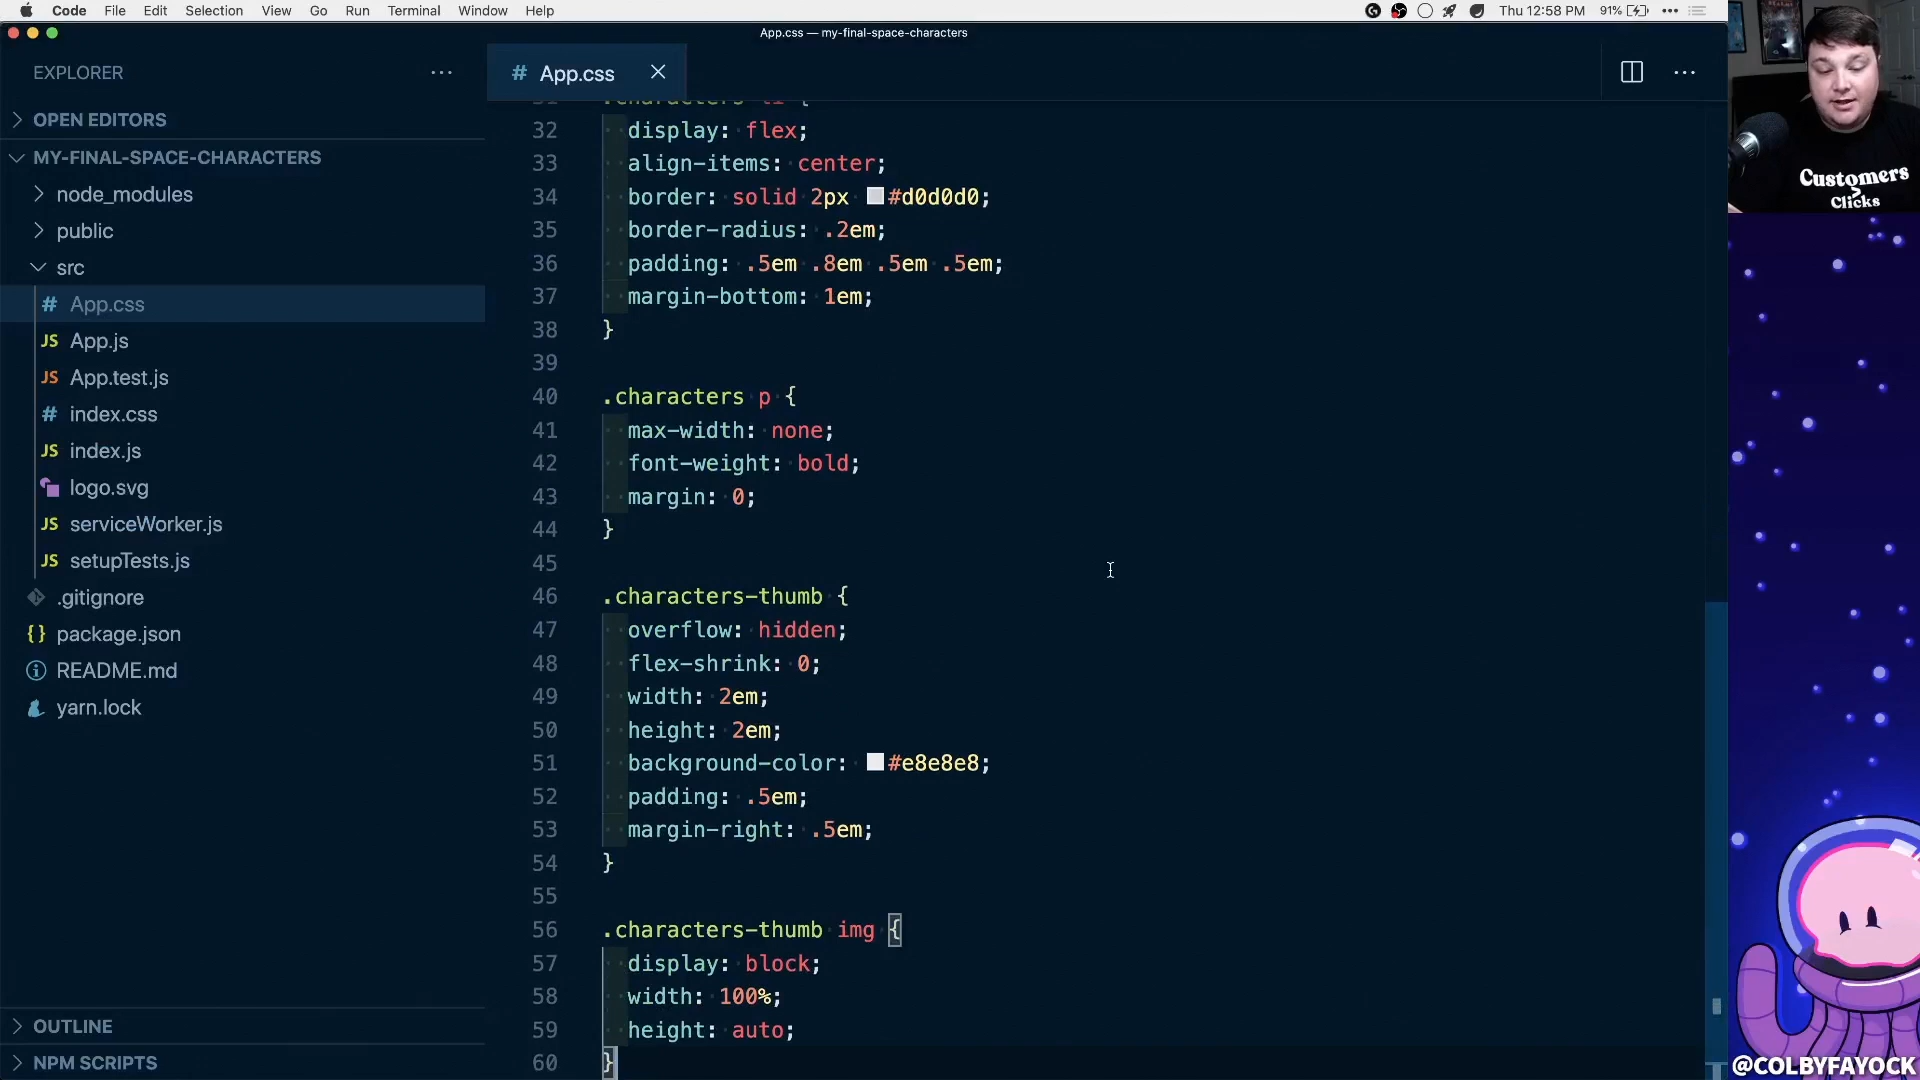 Code File Edit Selection View Go Run Terminal Window Help
Thu 12:58 PM 91%
App.css — my-final-space-characters
EXPLORER
OPEN EDITORS
MY-FINAL-SPACE-CHARACTERS
node_modules
public
src
# App.css
JS App.js
JS App.test.js
# index.css
JS index.js
logo.svg
JS serviceWorker.js
JS setupTests.js
.gitignore
{} package.json
README.md
yarn.lock
OUTLINE
NPM SCRIPTS
# App.css
.characters li {
32 display: flex;
33 align-items: center;
34 border: solid 2px #d0d0d0;
35 border-radius: .2em;
36 padding: .5em .8em .5em .5em;
37 margin-bottom: 1em;
38 }
39
40 .characters p {
41 max-width: none;
42 font-weight: bold;
43 margin: 0;
44 }
45
46 .characters-thumb {
47 overflow: hidden;
48 flex-shrink: 0;
49 width: 2em;
50 height: 2em;
51 background-color: #e8e8e8;
52 padding: .5em;
53 margin-right: .5em;
54 }
55
56 .characters-thumb img {
57 display: block;
58 width: 100%;
59 height: auto;
60 }
Customers
>
Clicks
@COLBYFAYOCK